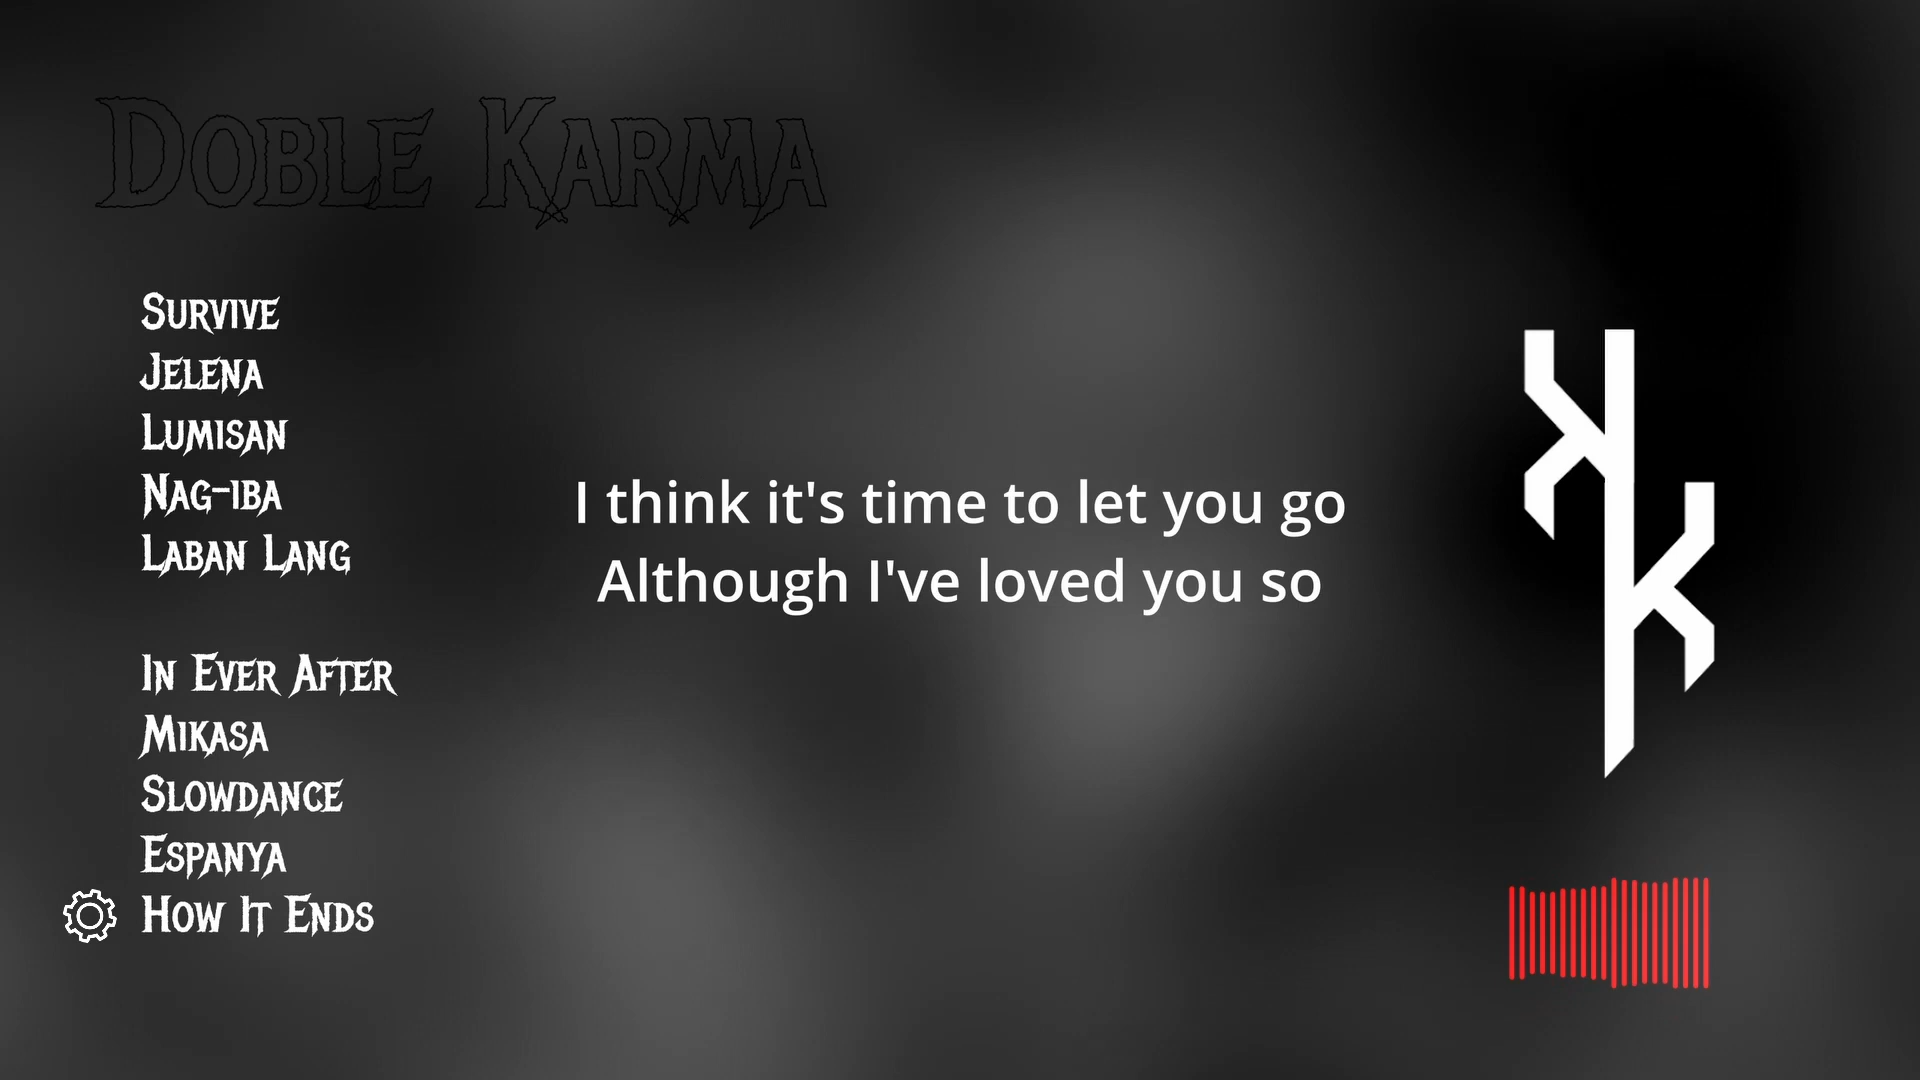 Doble Karma
Survive
Jelena
Lumisan
Nag-iba
Laban Lang
In Ever After
Mikasa
Slowdance
Espanya
How It Ends
I think it's time to let you go
Although I've loved you so